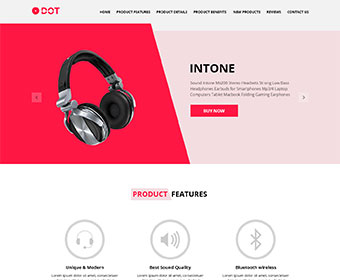 DOT
HOME PRODUCT FEATURES PRODUCT DETAILS PRODUCT BENEFITS NEW PRODUCTS REVIEWS CONTACT US
INTONE
Sound Intone Ms200 Stereo Headsets Strong Low Bass
Headphones Earbuds for Smartphones Mp3/4 Laptop
Computers Tablet Macbook Folding Gaming Earphones
BUY NOW
PRODUCT FEATURES
Unique & Modern
Best Sound Quality
Bluetooth wireless
Lorem ipsum dolor sit amet, consectetuer
Lorem ipsum dolor sit amet, consectetuer
Lorem ipsum dolor sit amet, consectetuer